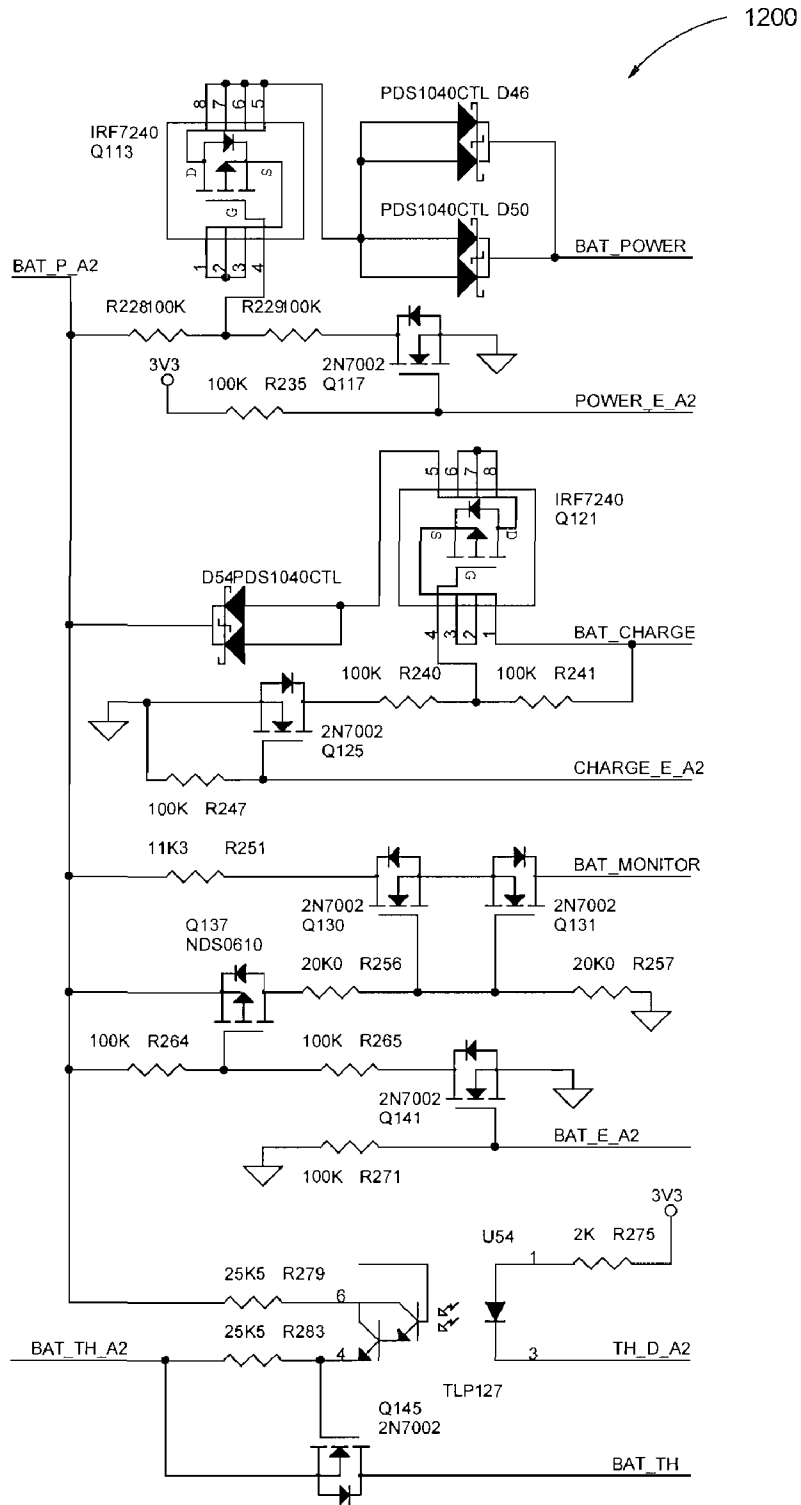 1200
8 7 6 5
PDS1040CTL D46
IRF7240
Q113
D S
G
PDS1040CTL D50
1 2 3 4
BAT_POWER
BAT_P_A2
R228100K R229100K
3V3
2N7002
Q117
100K R235
POWER_E_A2
5 6 7 8
IRF7240
Q121
S D
G
D54PDS1040CTL
4 3 2 1
BAT_CHARGE
100K R240 100K R241
2N7002
Q125
CHARGE_E_A2
100K R247
11K3 R251
BAT_MONITOR
2N7002
Q130
2N7002
Q131
Q137
NDS0610
20K0 R256
20K0 R257
100K R264 100K R265
2N7002
Q141
BAT_E_A2
100K R271
3V3
U54
2K R275
1
25K5 R279
6
25K5 R283
BAT_TH_A2
4
3
TH_D_A2
TLP127
Q145
2N7002
BAT_TH